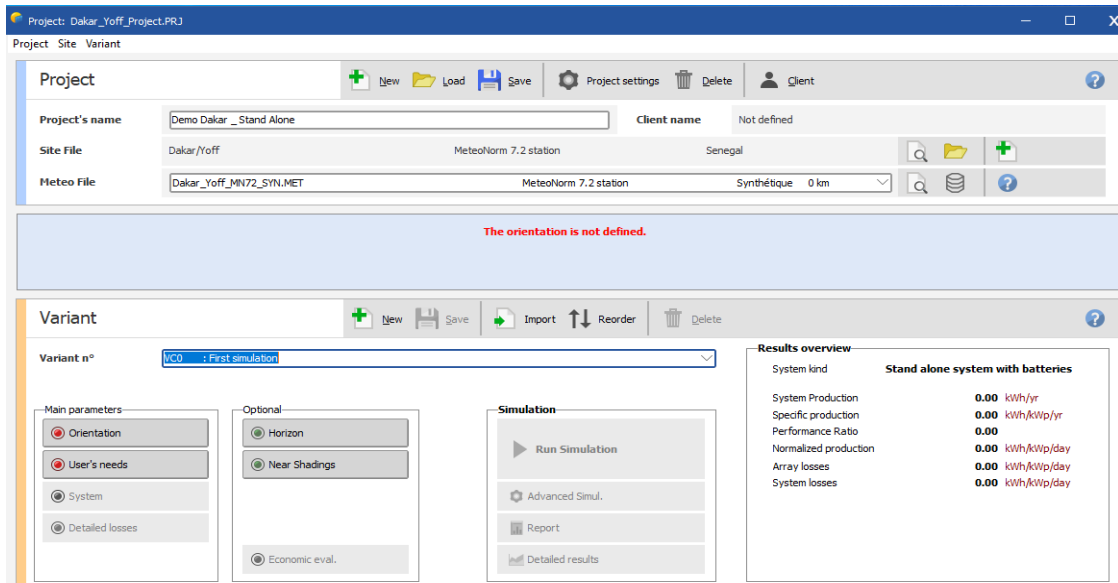 Project: Dakar_Yoff_Project.PRJ
Project Site Variant
Project New Load Save Project settings Delete Client
Project's name Demo Dakar _ Stand Alone Client name Not defined
Site File Dakar/Yoff MeteoNorm 7.2 station Senegal
Meteo File Dakar_Yoff_MN72_SYN.MET MeteoNorm 7.2 station Synthétique 0 km
The orientation is not defined.
Variant New Save Import Reorder Delete
Variant n° VC0 : First simulation
Results overview
System kind Stand alone system with batteries
System Production 0.00 kWh/yr
Specific production 0.00 kWh/kWp/yr
Performance Ratio 0.00
Normalized production 0.00 kWh/kWp/day
Array losses 0.00 kWh/kWp/day
System losses 0.00 kWh/kWp/day
Main parameters
Orientation
User's needs
System
Detailed losses
Optional
Horizon
Near Shadings
Economic eval.
Simulation
Run Simulation
Advanced Simul.
Report
Detailed results